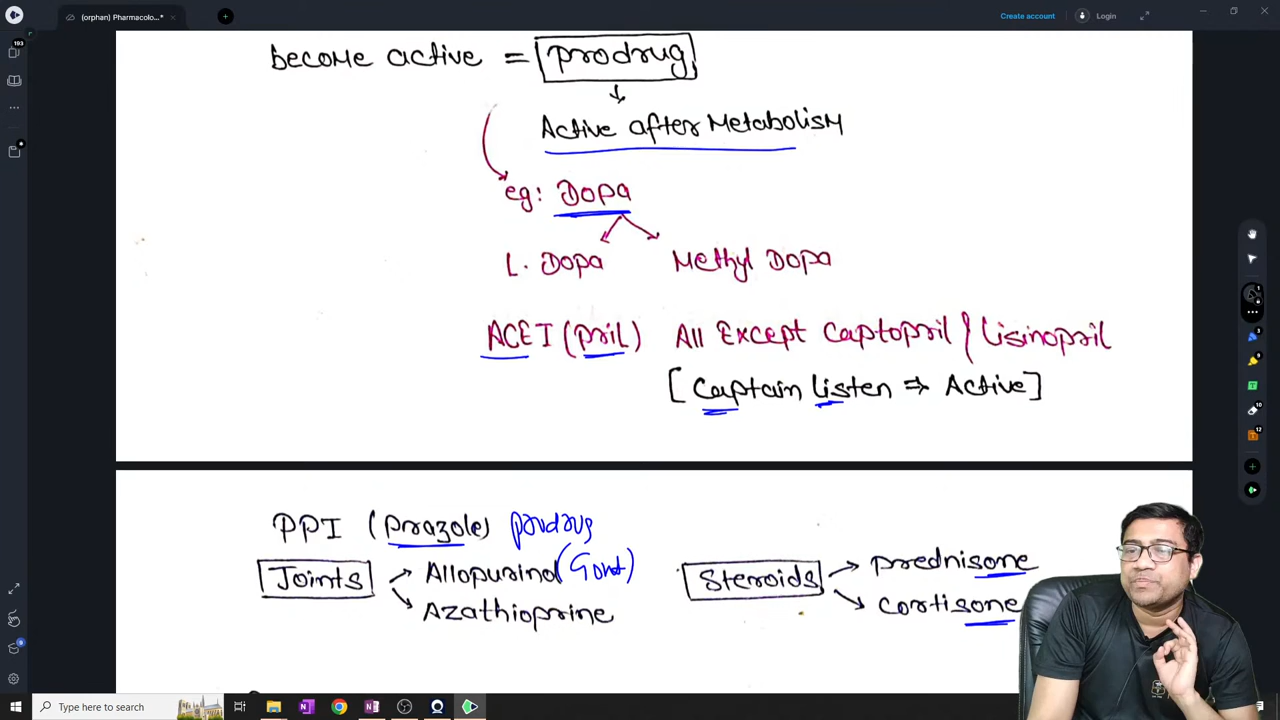 193
(orphan) Pharmacolo...*
Create account
Login
become active = prodrug
Active after Metabolism
eg: Dopa
L. Dopa Methyl Dopa
ACEI (pril) All Except Captopril / Lisinopril
[Captain listen ⇒ Active]
PPI (Prazole) prodrug
Joints
Allopurinol (Gout)
Azathioprine
Steroids
prednisone
cortisone
Type here to search